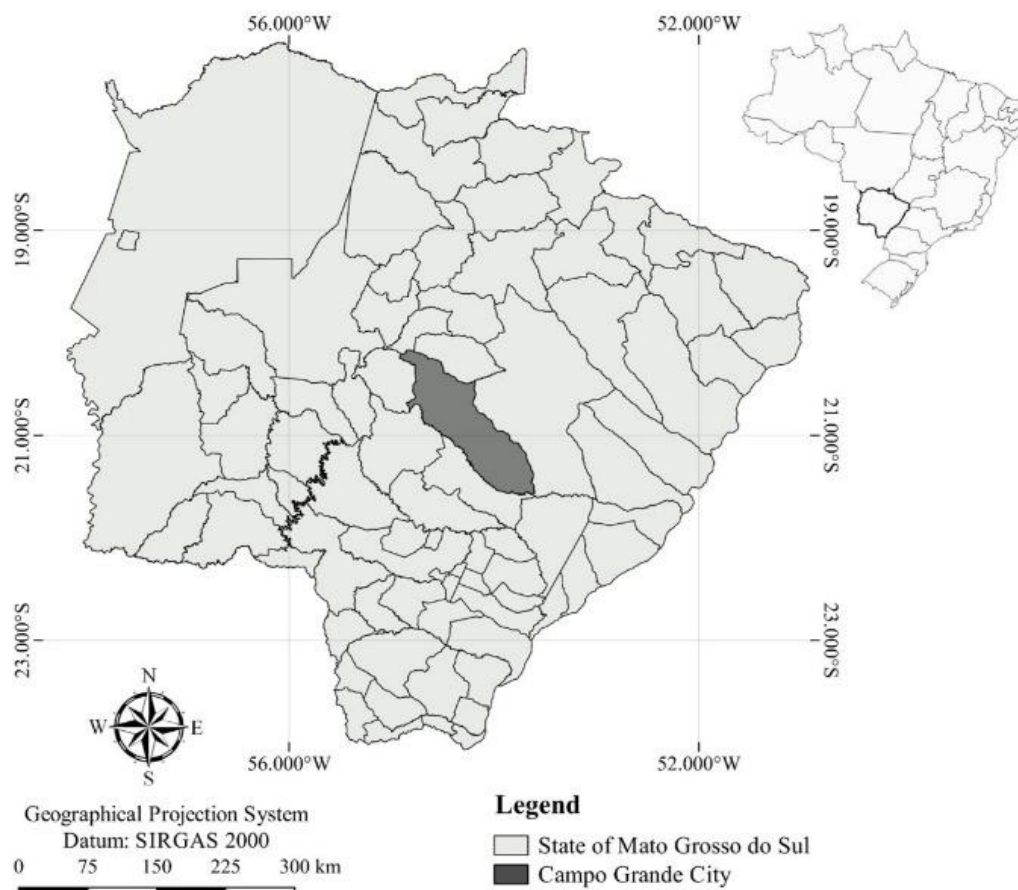 56.000°W
52.000°W
19.000°S
19.000°S
21.000°S
21.000°S
23.000°S
23.000°S
N
W
E
S
56.000°W
52.000°W
Geographical Projection System
Datum: SIRGAS 2000
0 75 150 225 300 km
Legend
State of Mato Grosso do Sul
Campo Grande City